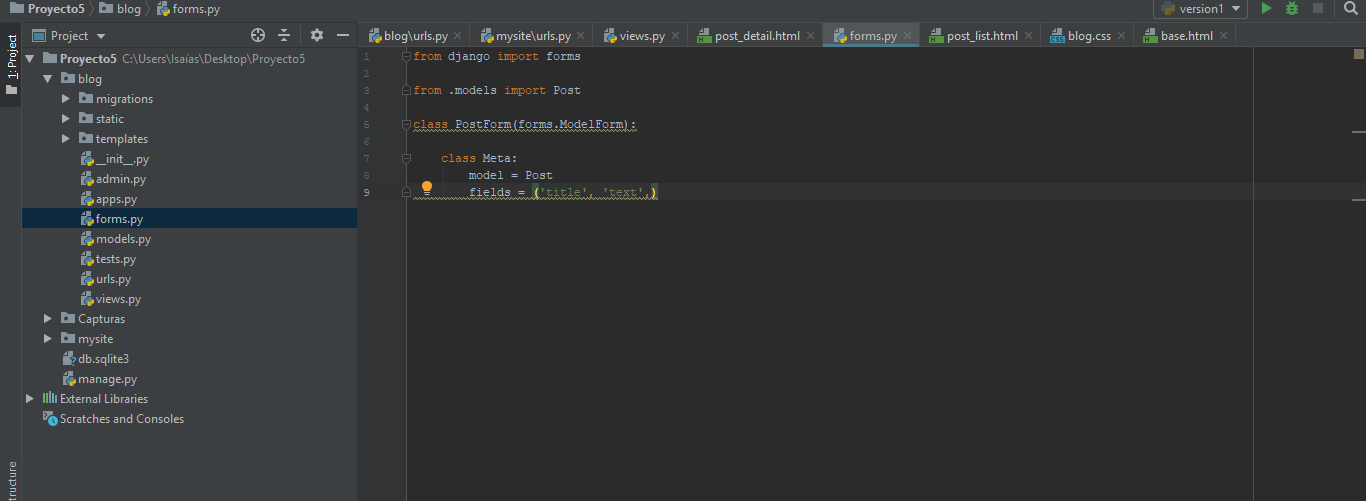 Proyecto5 blog forms.py
version1
Project
blog\urls.py mysite\urls.py views.py post_detail.html forms.py post_list.html blog.css base.html
1: Project
Proyecto5 C:\Users\Isaías\Desktop\Proyecto5
blog
migrations
static
templates
__init__.py
admin.py
apps.py
forms.py
models.py
tests.py
urls.py
views.py
Capturas
mysite
db.sqlite3
manage.py
External Libraries
Scratches and Consoles
ructure
1 from django import forms
2
3 from .models import Post
4
5 class PostForm(forms.ModelForm):
6
7 class Meta:
8 model = Post
9 fields = ('title', 'text',)